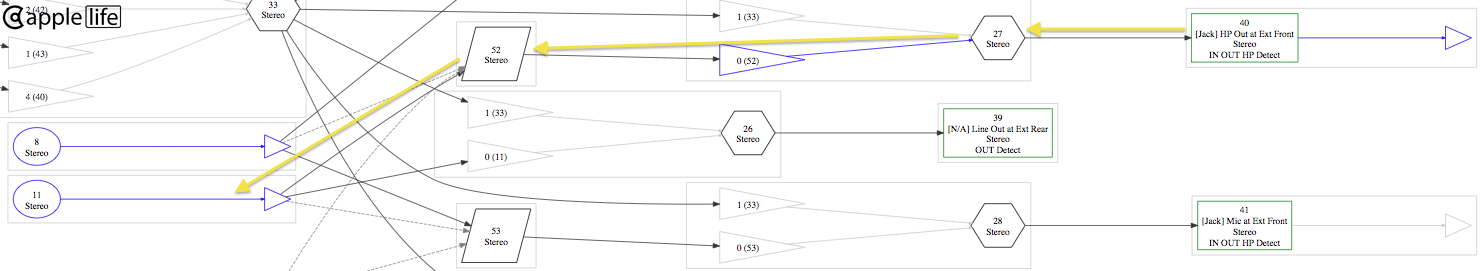 apple life
2 (42)
1 (43)
4 (40)
33
Stereo
8
Stereo
11
Stereo
52
Stereo
1 (33)
0 (11)
53
Stereo
1 (33)
0 (52)
27
Stereo
26
Stereo
1 (33)
0 (53)
28
Stereo
40
[Jack] HP Out at Ext Front
Stereo
IN OUT HP Detect
39
[N/A] Line Out at Ext Rear
Stereo
OUT Detect
41
[Jack] Mic at Ext Front
Stereo
IN OUT HP Detect